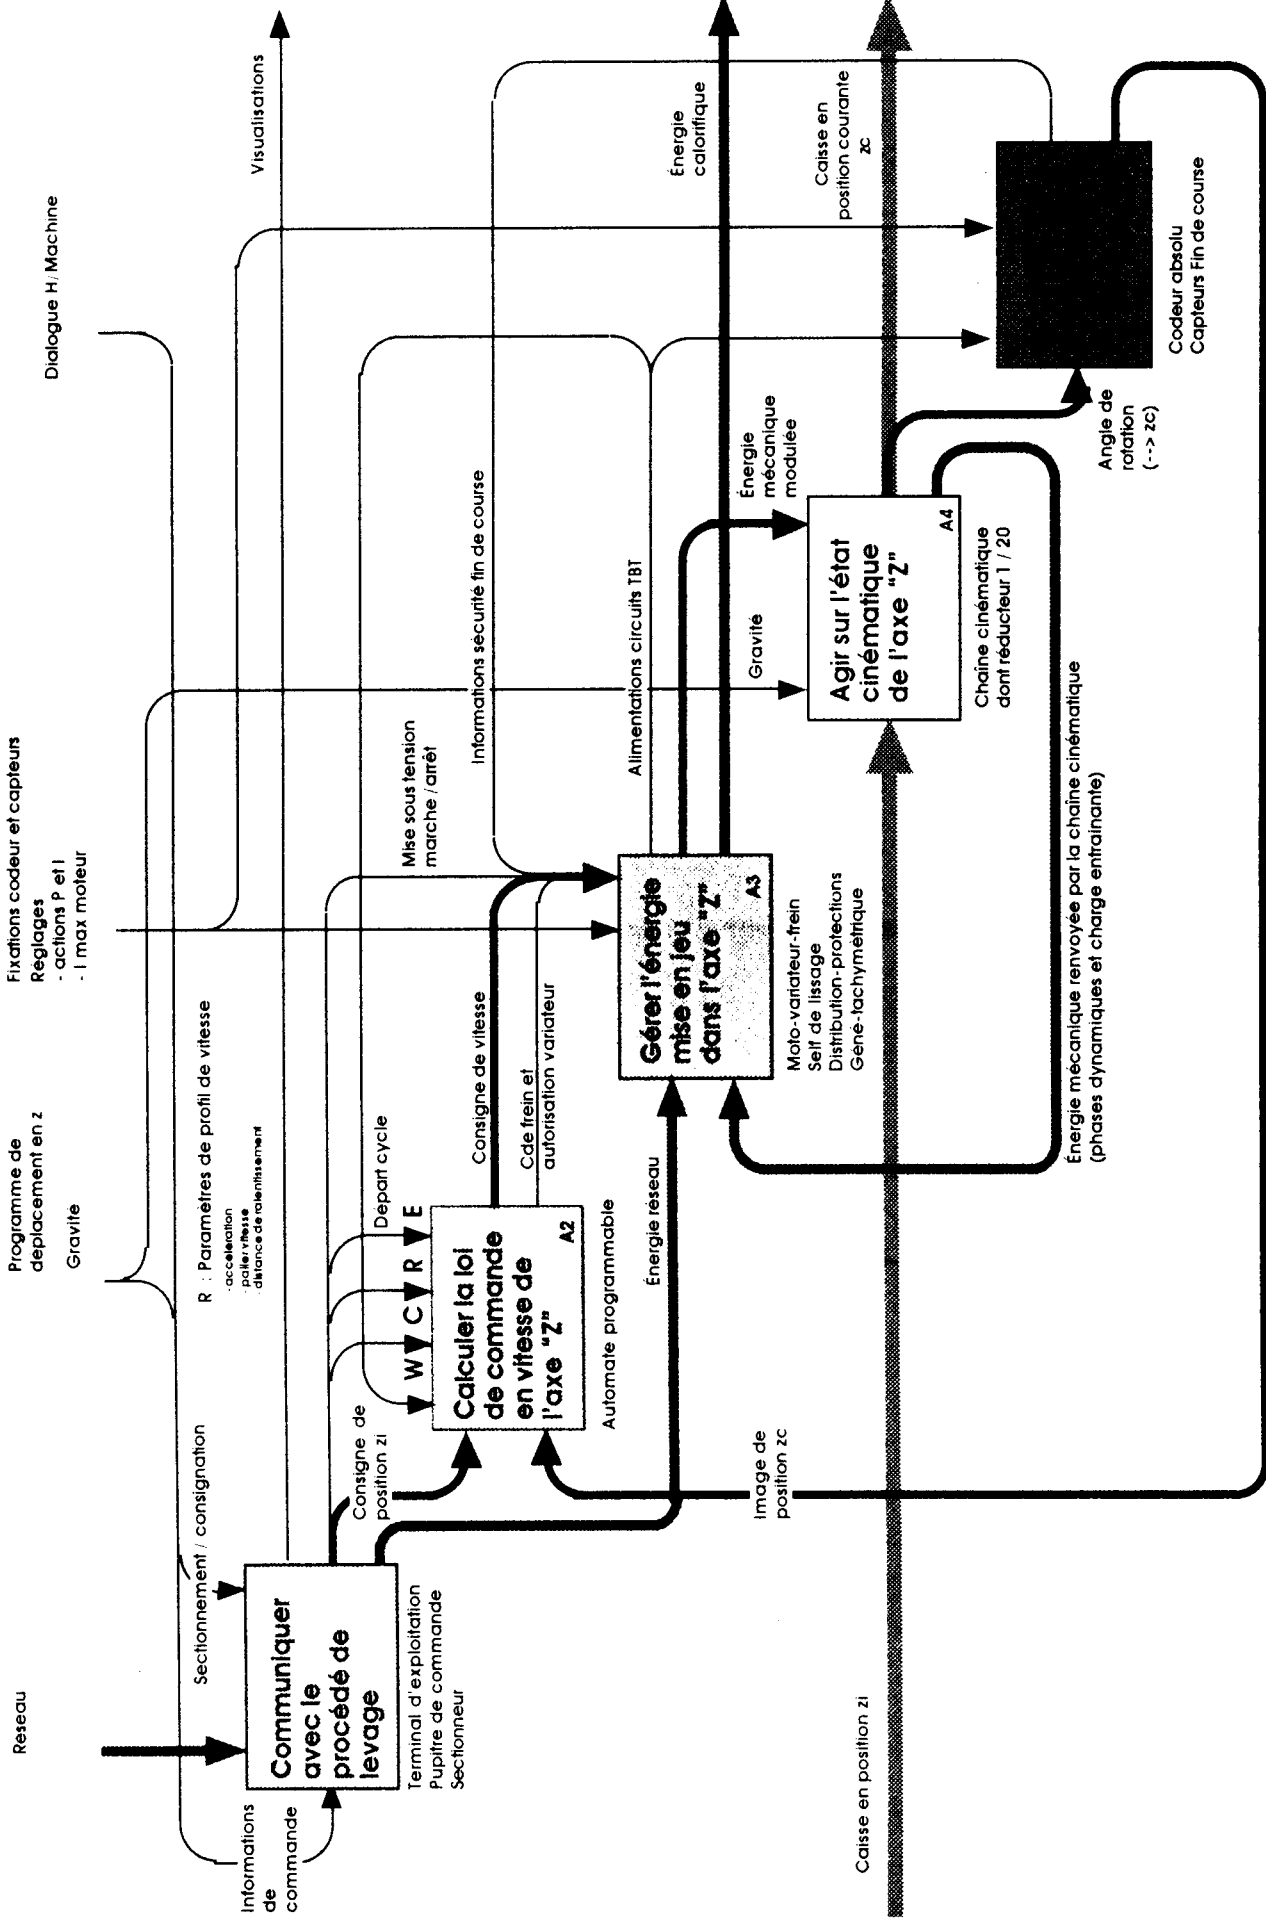 Reseau
Programme de
déplacement en z
Gravité
Fixations codeur et capteurs
Réglages
- actions P et I
- I max moteur
Dialogue H/Machine
Informations
de
commande
Sectionnement / consignation
R : Paramètres de profil de vitesse
- accélération
- palier vitesse
- distance de ralentissement
Visualisations
Communiquer
avec le
procédé de
levage
Terminal d'exploitation
Pupitre de commande
Sectionneur
Consigne de
position zi
Départ cycle
W C R E
Calculer la loi
de commande
en vitesse de
l'axe "Z"
A2
Automate programmable
Mise sous tension
marche / arrêt
Consigne de vitesse
Cde frein et
autorisation variateur
Informations sécurité fin de course
Énergie réseau
Gérer l'énergie
mise en jeu
dans l'axe "Z"
A3
Moto-variateur-frein
Self de lissage
Distribution-protections
Géné-tachymétrique
Alimentations circuits TBT
Énergie
mécanique
modulée
Énergie
calorifique
Gravité
Image de
position zc
Caisse en position zi
Agir sur l'état
cinématique
de l'axe "Z"
A4
Chaîne cinématique
dont réducteur 1 / 20
Caisse en
position courante
zc
Énergie mécanique renvoyée par la chaîne cinématique
(phases dynamiques et charge entrainante)
Angle de
rotation
(--> zc)
Codeur absolu
Capteurs Fin de course